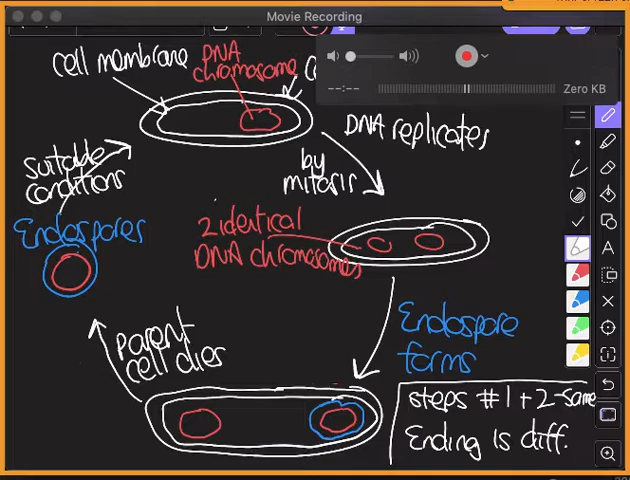 Movie Recording
Zero KB
--:--
cell membrane
DNA
chromosome
DNA replicates
by
mitosis
suitable
conditions
Endospores
2 identical
DNA chromosomes
Endospore
forms
parent
cell dies
steps #1+2-same
Ending is diff.
A